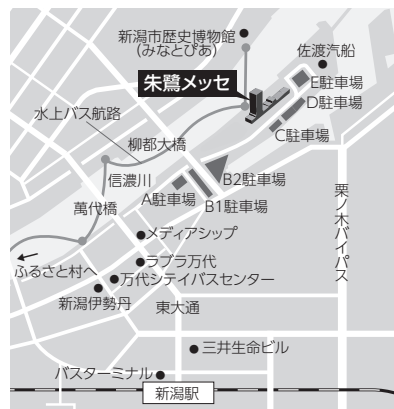 新潟市歴史博物館
(みなとぴあ)
佐渡汽船
朱鷺メッセ
E駐車場
D駐車場
水上バス航路
C駐車場
柳都大橋
信濃川
B2駐車場
A駐車場
B1駐車場
萬代橋
栗ノ木バイパス
メディアシップ
ラブラ万代
ふるさと村へ
万代シテイバスセンター
新潟伊勢丹
東大通
三井生命ビル
バスターミナル
新潟駅